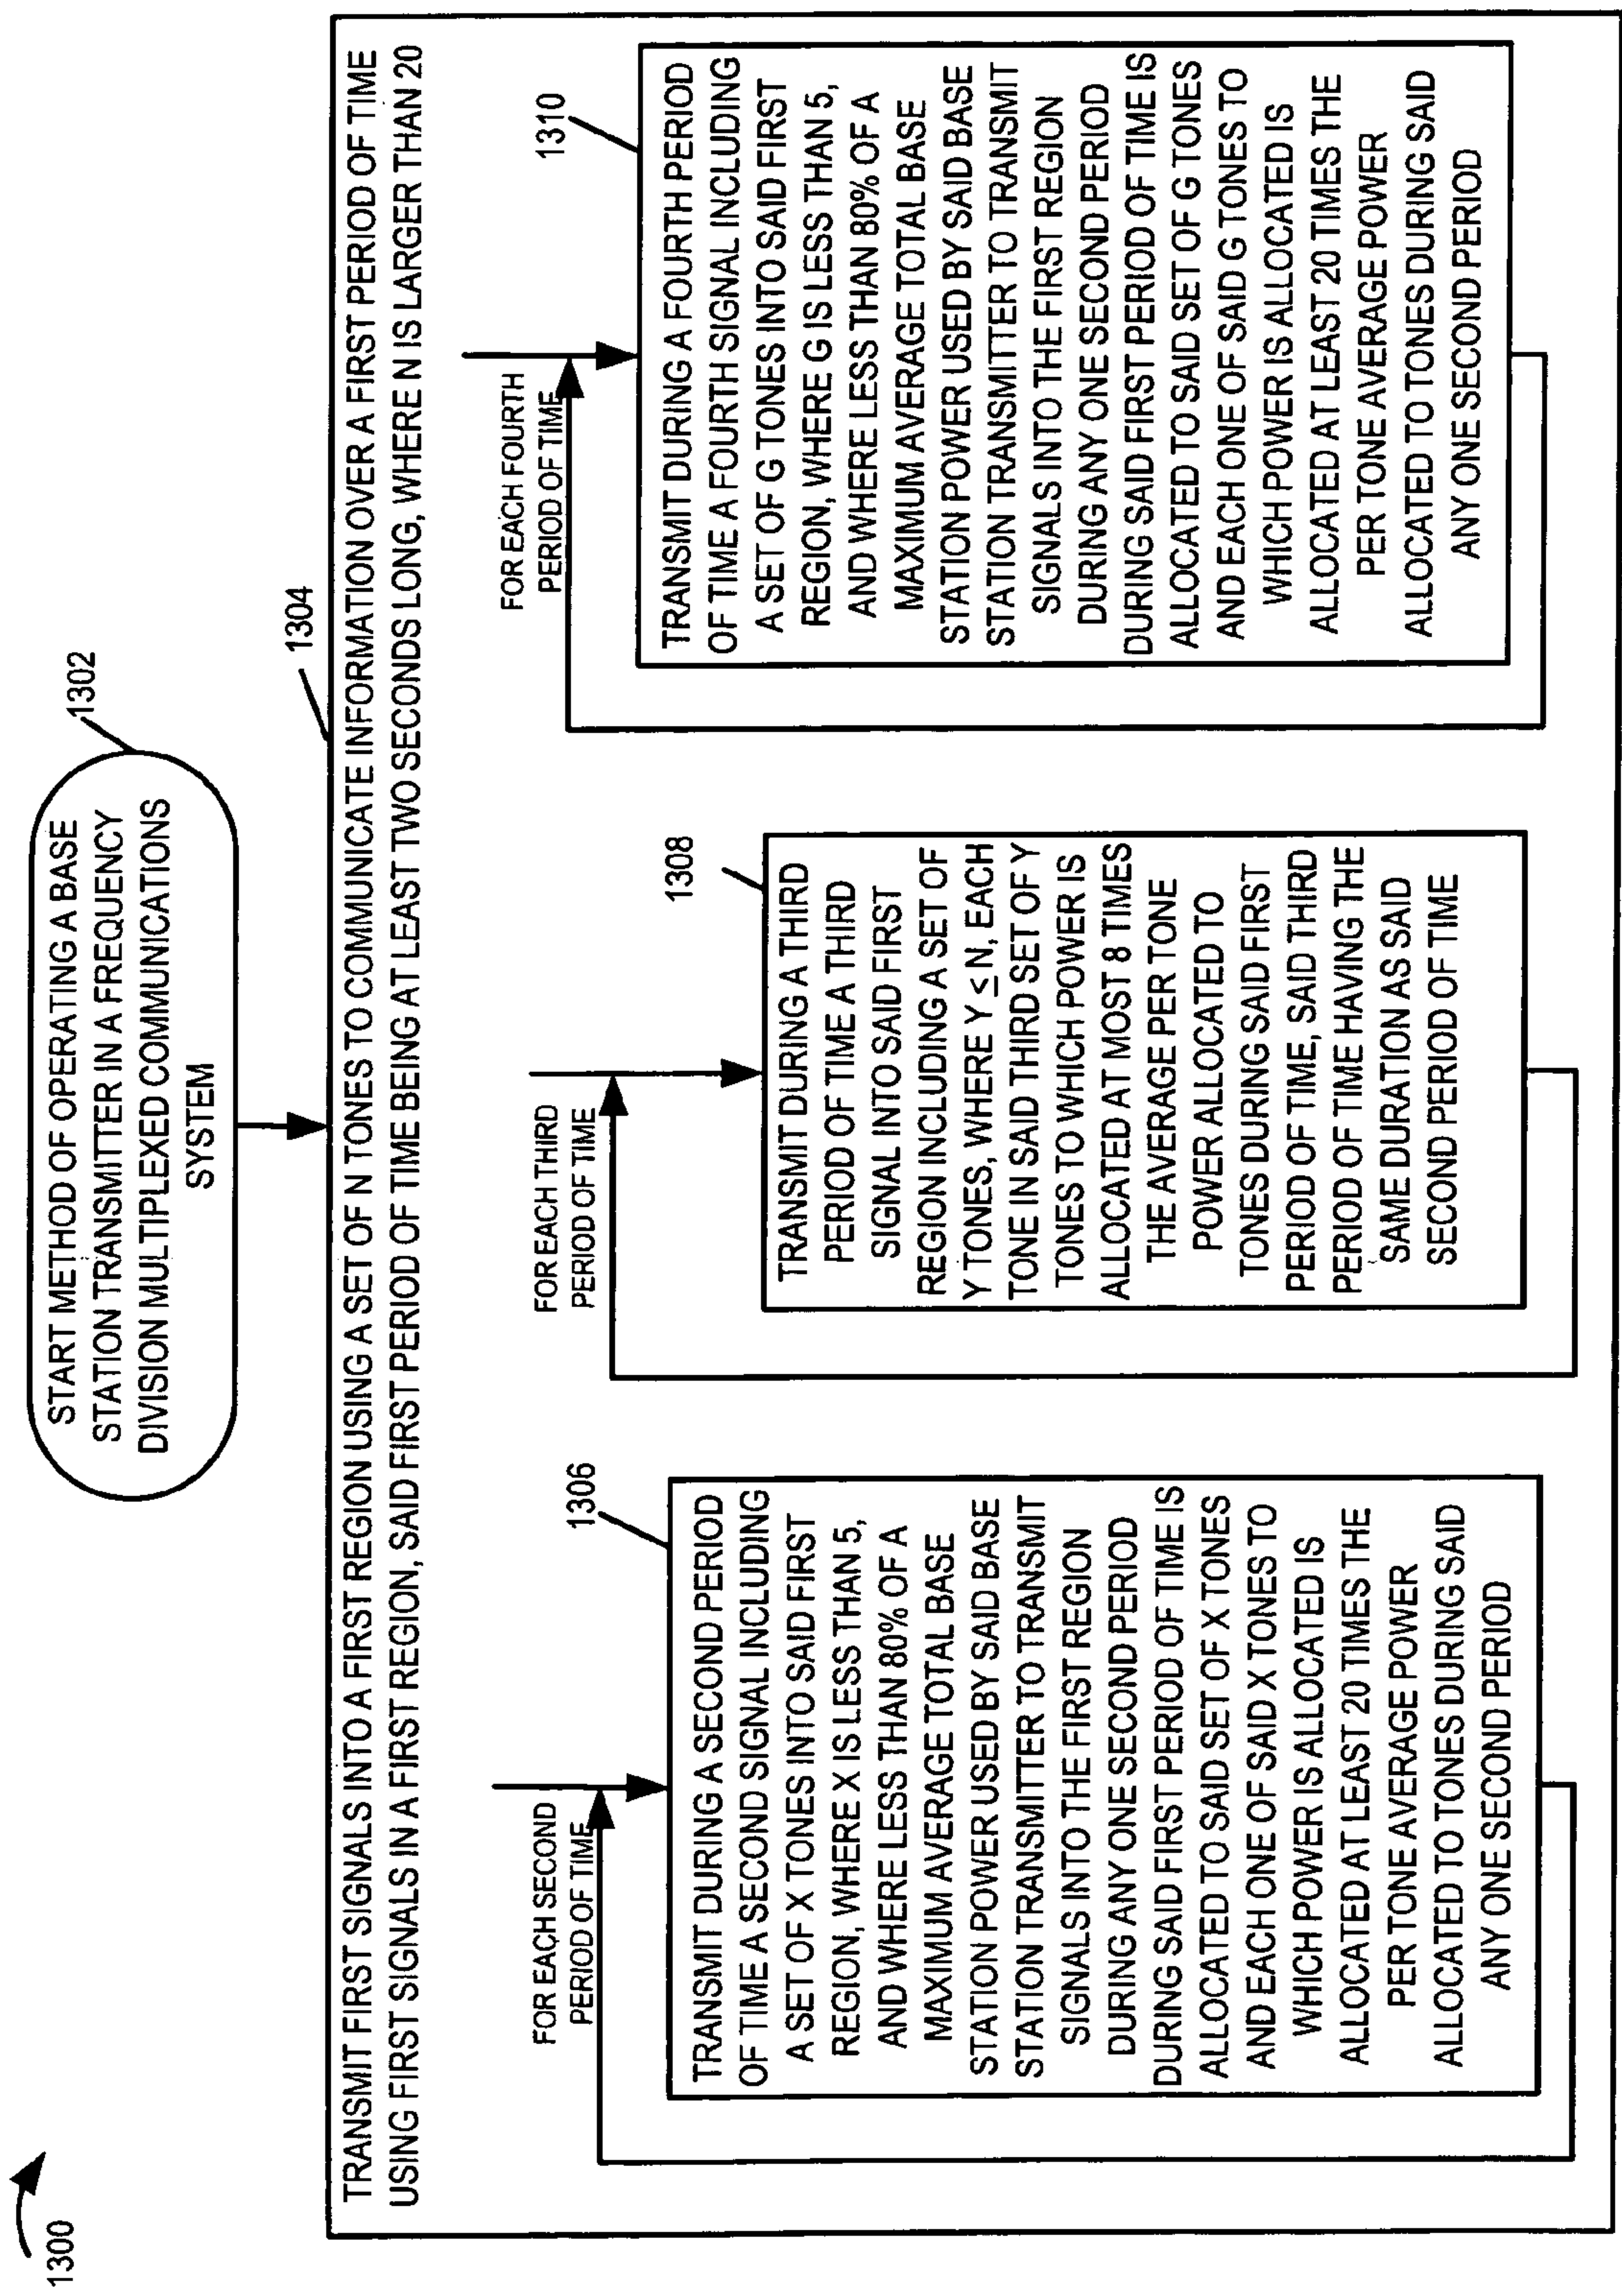 1300
START METHOD OF OPERATING A BASE
STATION TRANSMITTER IN A FREQUENCY
DIVISION MULTIPLEXED COMMUNICATIONS
SYSTEM
1302
1304
TRANSMIT FIRST SIGNALS INTO A FIRST REGION USING A SET OF N TONES TO COMMUNICATE INFORMATION OVER A FIRST PERIOD OF TIME
USING FIRST SIGNALS IN A FIRST REGION, SAID FIRST PERIOD OF TIME BEING AT LEAST TWO SECONDS LONG, WHERE N IS LARGER THAN 20
FOR EACH SECOND
PERIOD OF TIME
1306
TRANSMIT DURING A SECOND PERIOD
OF TIME A SECOND SIGNAL INCLUDING
A SET OF X TONES INTO SAID FIRST
REGION, WHERE X IS LESS THAN 5,
AND WHERE LESS THAN 80% OF A
MAXIMUM AVERAGE TOTAL BASE
STATION POWER USED BY SAID BASE
STATION TRANSMITTER TO TRANSMIT
SIGNALS INTO THE FIRST REGION
DURING ANY ONE SECOND PERIOD
DURING SAID FIRST PERIOD OF TIME IS
ALLOCATED TO SAID SET OF X TONES
AND EACH ONE OF SAID X TONES TO
WHICH POWER IS ALLOCATED IS
ALLOCATED AT LEAST 20 TIMES THE
PER TONE AVERAGE POWER
ALLOCATED TO TONES DURING SAID
ANY ONE SECOND PERIOD
FOR EACH THIRD
PERIOD OF TIME
1308
TRANSMIT DURING A THIRD
PERIOD OF TIME A THIRD
SIGNAL INTO SAID FIRST
REGION INCLUDING A SET OF
Y TONES, WHERE Y ≤ N, EACH
TONE IN SAID THIRD SET OF Y
TONES TO WHICH POWER IS
ALLOCATED AT MOST 8 TIMES
THE AVERAGE PER TONE
POWER ALLOCATED TO
TONES DURING SAID FIRST
PERIOD OF TIME, SAID THIRD
PERIOD OF TIME HAVING THE
SAME DURATION AS SAID
SECOND PERIOD OF TIME
FOR EACH FOURTH
PERIOD OF TIME
1310
TRANSMIT DURING A FOURTH PERIOD
OF TIME A FOURTH SIGNAL INCLUDING
A SET OF G TONES INTO SAID FIRST
REGION, WHERE G IS LESS THAN 5,
AND WHERE LESS THAN 80% OF A
MAXIMUM AVERAGE TOTAL BASE
STATION POWER USED BY SAID BASE
STATION TRANSMITTER TO TRANSMIT
SIGNALS INTO THE FIRST REGION
DURING ANY ONE SECOND PERIOD
DURING SAID FIRST PERIOD OF TIME IS
ALLOCATED TO SAID SET OF G TONES
AND EACH ONE OF SAID G TONES TO
WHICH POWER IS ALLOCATED IS
ALLOCATED AT LEAST 20 TIMES THE
PER TONE AVERAGE POWER
ALLOCATED TO TONES DURING SAID
ANY ONE SECOND PERIOD